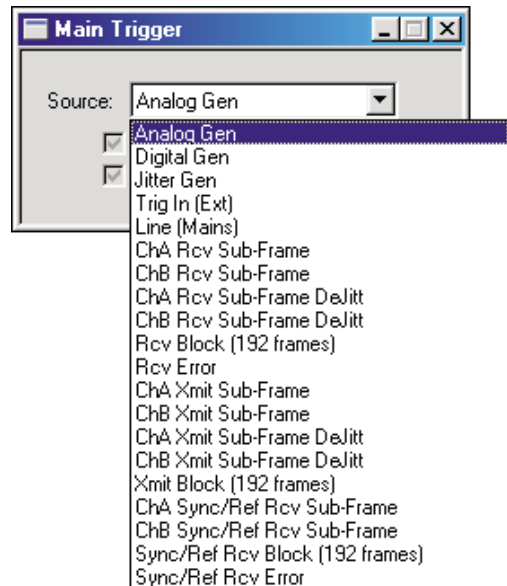 Main Trigger
Source: Analog Gen
Analog Gen
Digital Gen
Jitter Gen
Trig In (Ext)
Line (Mains)
ChA Rcv Sub-Frame
ChB Rcv Sub-Frame
ChA Rcv Sub-Frame DeJitt
ChB Rcv Sub-Frame DeJitt
Rcv Block (192 frames)
Rcv Error
ChA Xmit Sub-Frame
ChB Xmit Sub-Frame
ChA Xmit Sub-Frame DeJitt
ChB Xmit Sub-Frame DeJitt
Xmit Block (192 frames)
ChA Sync/Ref Rcv Sub-Frame
ChB Sync/Ref Rcv Sub-Frame
Sync/Ref Rcv Block (192 frames)
Sync/Ref Rcv Error